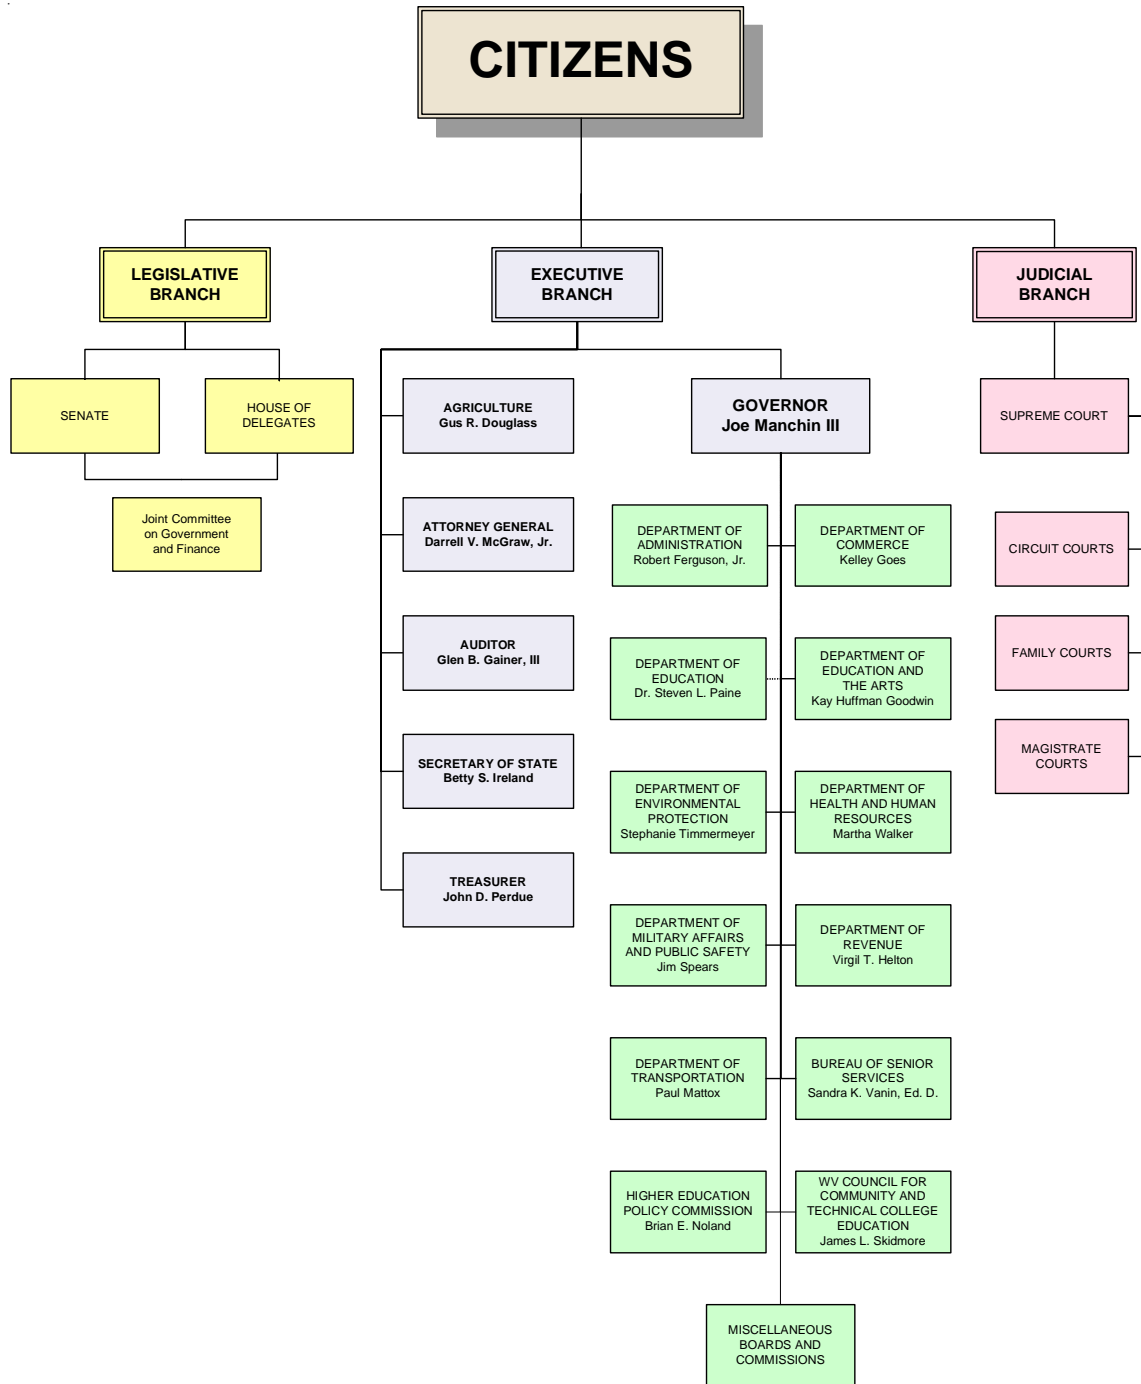 CITIZENS
LEGISLATIVE
BRANCH
EXECUTIVE
BRANCH
JUDICIAL
BRANCH
SENATE
HOUSE OF
DELEGATES
Joint Committee
on Government
and Finance
AGRICULTURE
Gus R. Douglass
ATTORNEY GENERAL
Darrell V. McGraw, Jr.
AUDITOR
Glen B. Gainer, III
SECRETARY OF STATE
Betty S. Ireland
TREASURER
John D. Perdue
GOVERNOR
Joe Manchin III
DEPARTMENT OF
ADMINISTRATION
Robert Ferguson, Jr.
DEPARTMENT OF
COMMERCE
Kelley Goes
DEPARTMENT OF
EDUCATION
Dr. Steven L. Paine
DEPARTMENT OF
EDUCATION AND
THE ARTS
Kay Huffman Goodwin
DEPARTMENT OF
ENVIRONMENTAL
PROTECTION
Stephanie Timmermeyer
DEPARTMENT OF
HEALTH AND HUMAN
RESOURCES
Martha Walker
DEPARTMENT OF
MILITARY AFFAIRS
AND PUBLIC SAFETY
Jim Spears
DEPARTMENT OF
REVENUE
Virgil T. Helton
DEPARTMENT OF
TRANSPORTATION
Paul Mattox
BUREAU OF SENIOR
SERVICES
Sandra K. Vanin, Ed. D.
HIGHER EDUCATION
POLICY COMMISSION
Brian E. Noland
WV COUNCIL FOR
COMMUNITY AND
TECHNICAL COLLEGE
EDUCATION
James L. Skidmore
MISCELLANEOUS
BOARDS AND
COMMISSIONS
SUPREME COURT
CIRCUIT COURTS
FAMILY COURTS
MAGISTRATE
COURTS